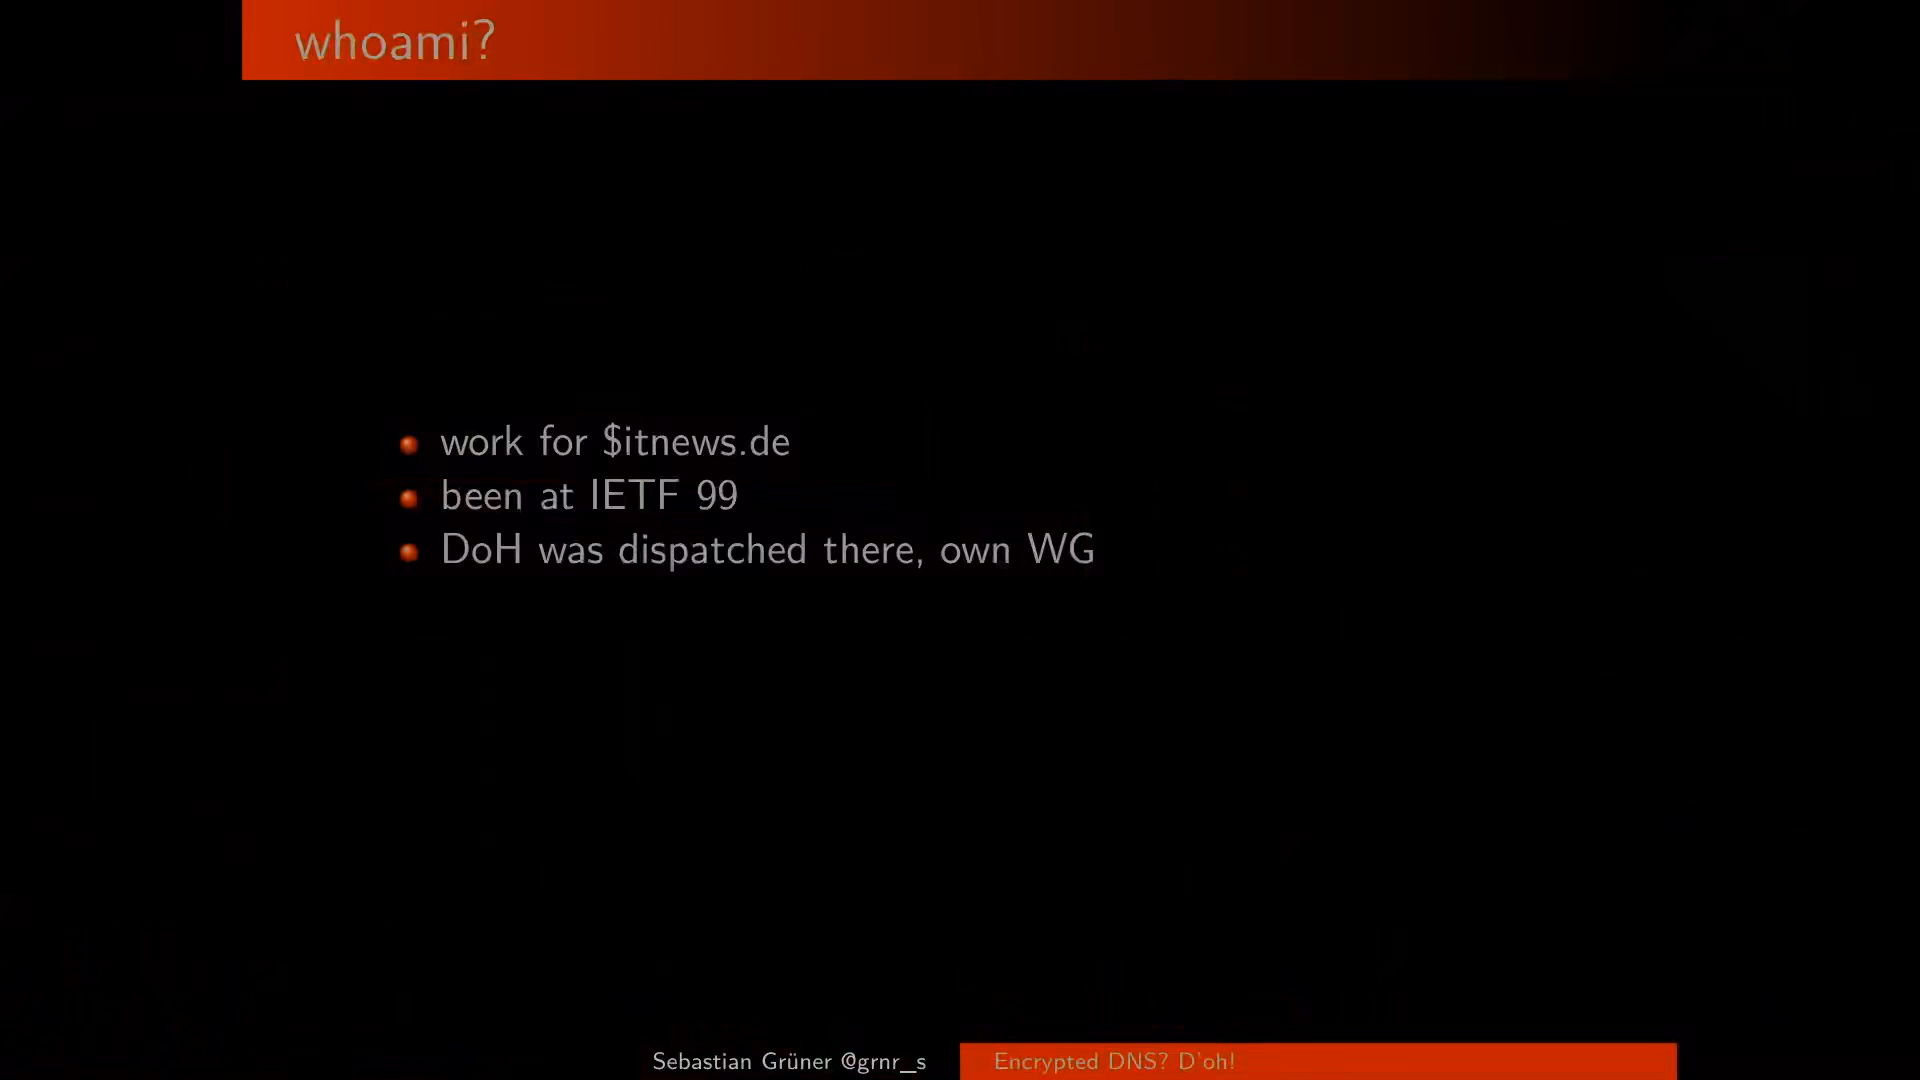 whoami?
work for $itnews.de
been at IETF 99
DoH was dispatched there, own WG
Sebastian Grüner @grnr_s
Encrypted DNS? D'oh!